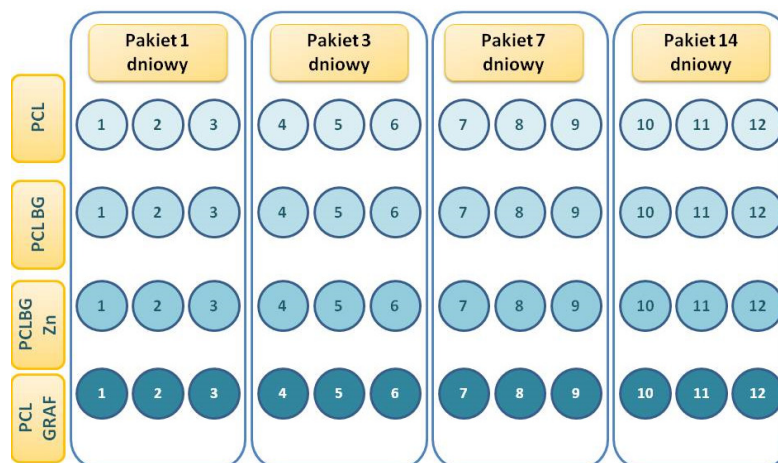 Pakiet 1
dniowy
Pakiet 3
dniowy
Pakiet 7
dniowy
Pakiet 14
dniowy
PCL
1 2 3 4 5 6 7 8 9 10 11 12
PCL BG
1 2 3 4 5 6 7 8 9 10 11 12
PCLBG
Zn
1 2 3 4 5 6 7 8 9 10 11 12
PCL
GRAF
1 2 3 4 5 6 7 8 9 10 11 12